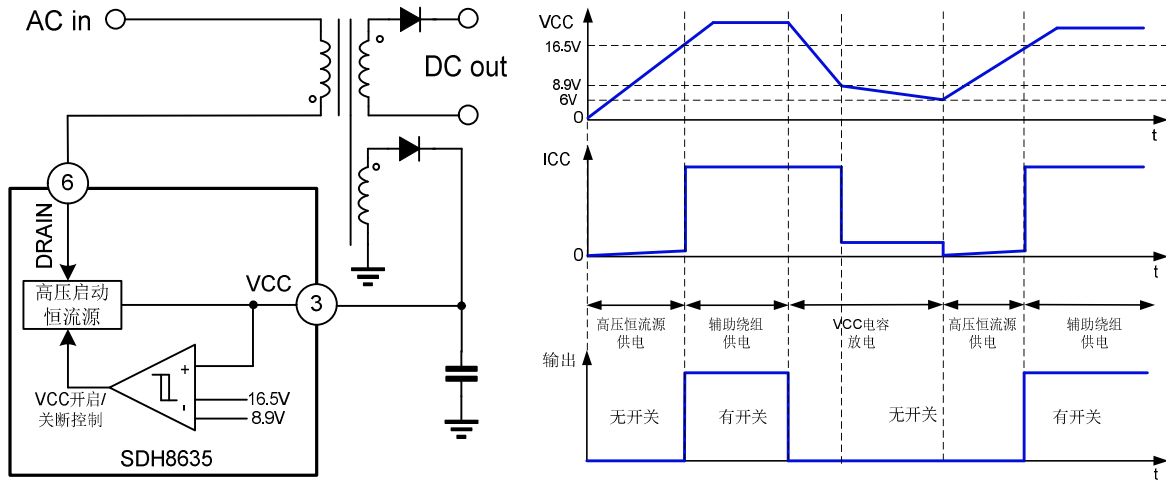 AC in
DC out
6
DRAIN
高压启动
恒流源
VCC
3
+
-
16.5V
8.9V
VCC开启/
关断控制
SDH8635
VCC
16.5V
8.9V
6V
0
t
ICC
0
t
高压恒流源
供电
辅助绕组
供电
VCC电容
放电
高压恒流源
供电
辅助绕组
供电
输出
无开关
有开关
无开关
有开关
t